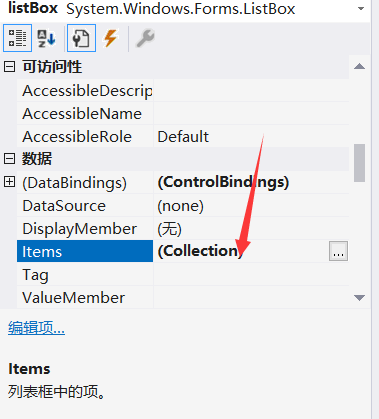 listBox System.Windows.Forms.ListBox
可访问性
AccessibleDescrip
AccessibleName
AccessibleRole Default
数据
(DataBindings) (ControlBindings)
DataSource (none)
DisplayMember (无)
Items (Collection) ...
Tag
ValueMember
编辑项...
Items
列表框中的项。